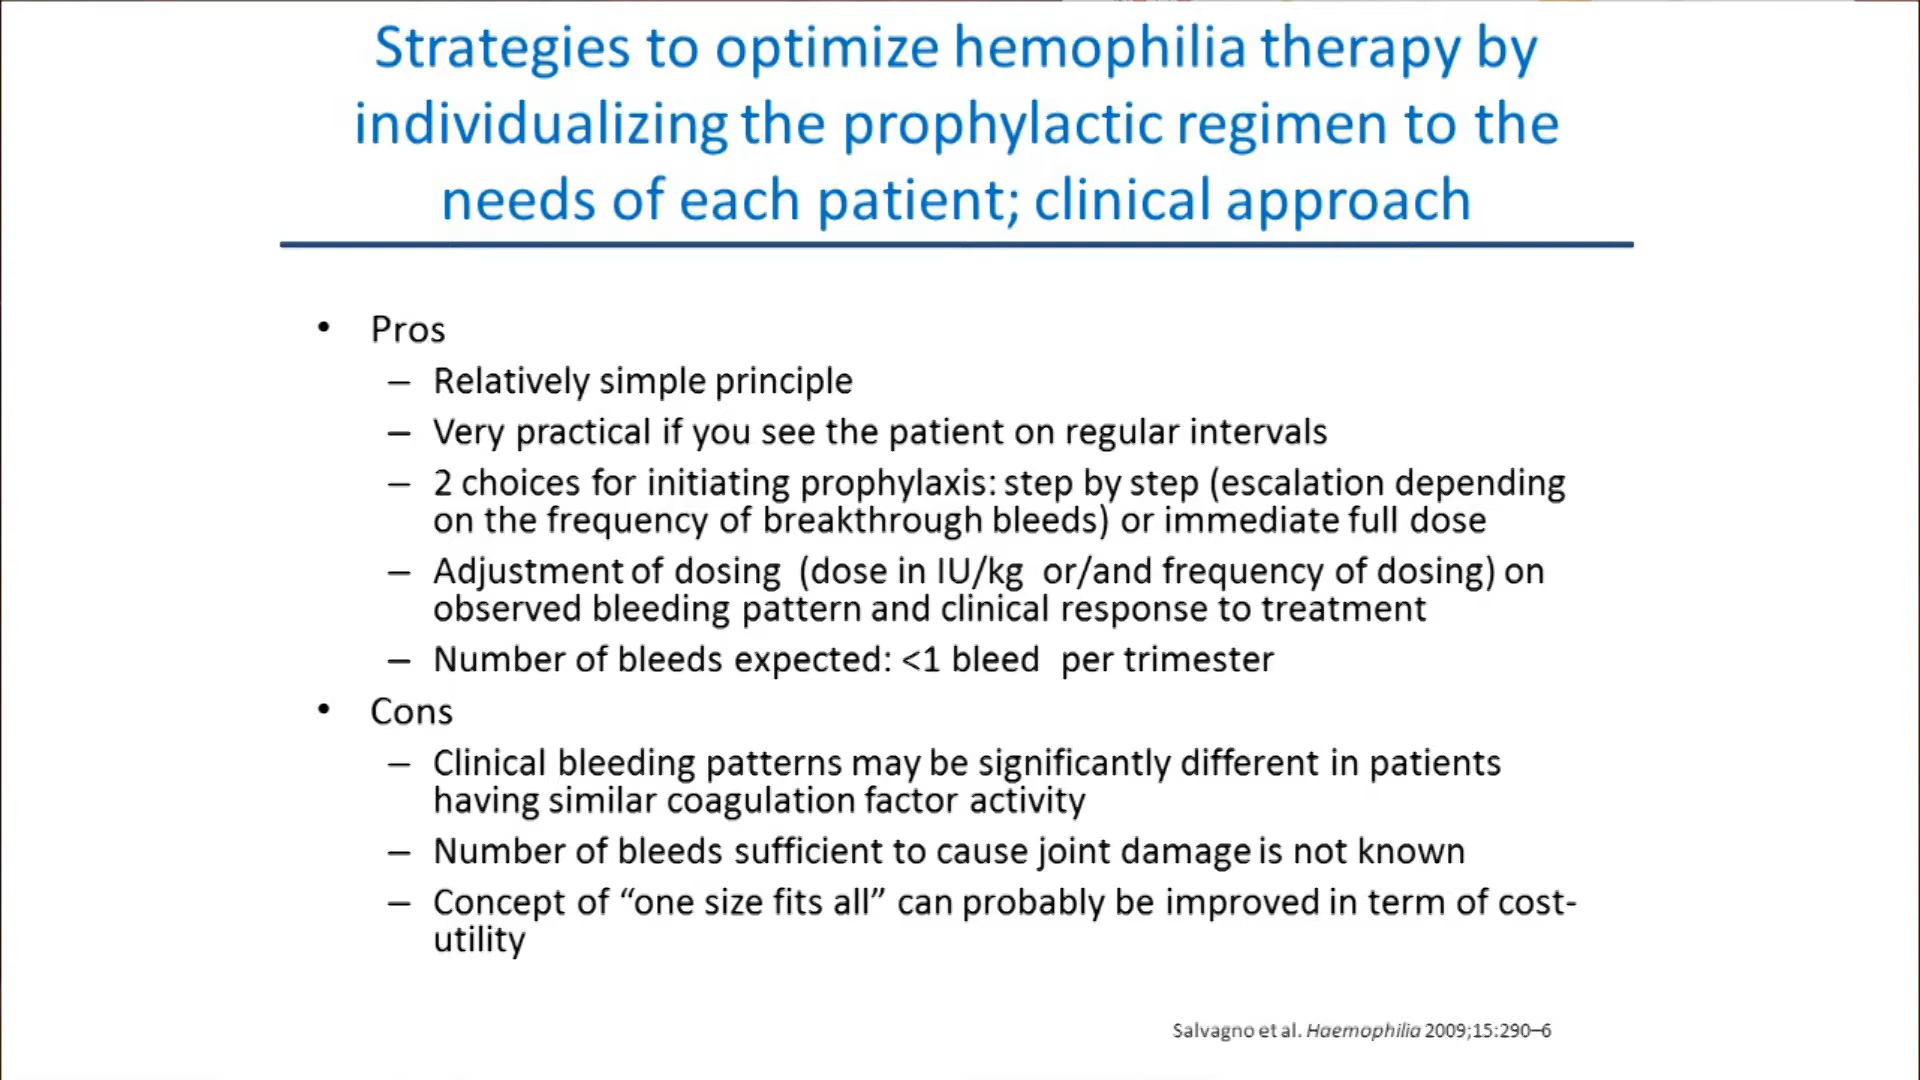 Strategies to optimize hemophilia therapy by
individualizing the prophylactic regimen to the
needs of each patient; clinical approach
• Pros
– Relatively simple principle
– Very practical if you see the patient on regular intervals
– 2 choices for initiating prophylaxis: step by step (escalation depending
on the frequency of breakthrough bleeds) or immediate full dose
– Adjustment of dosing (dose in IU/kg or/and frequency of dosing) on
observed bleeding pattern and clinical response to treatment
– Number of bleeds expected: <1 bleed per trimester
• Cons
– Clinical bleeding patterns may be significantly different in patients
having similar coagulation factor activity
– Number of bleeds sufficient to cause joint damage is not known
– Concept of “one size fits all” can probably be improved in term of cost-
utility
Salvagno et al. Haemophilia 2009;15:290–6